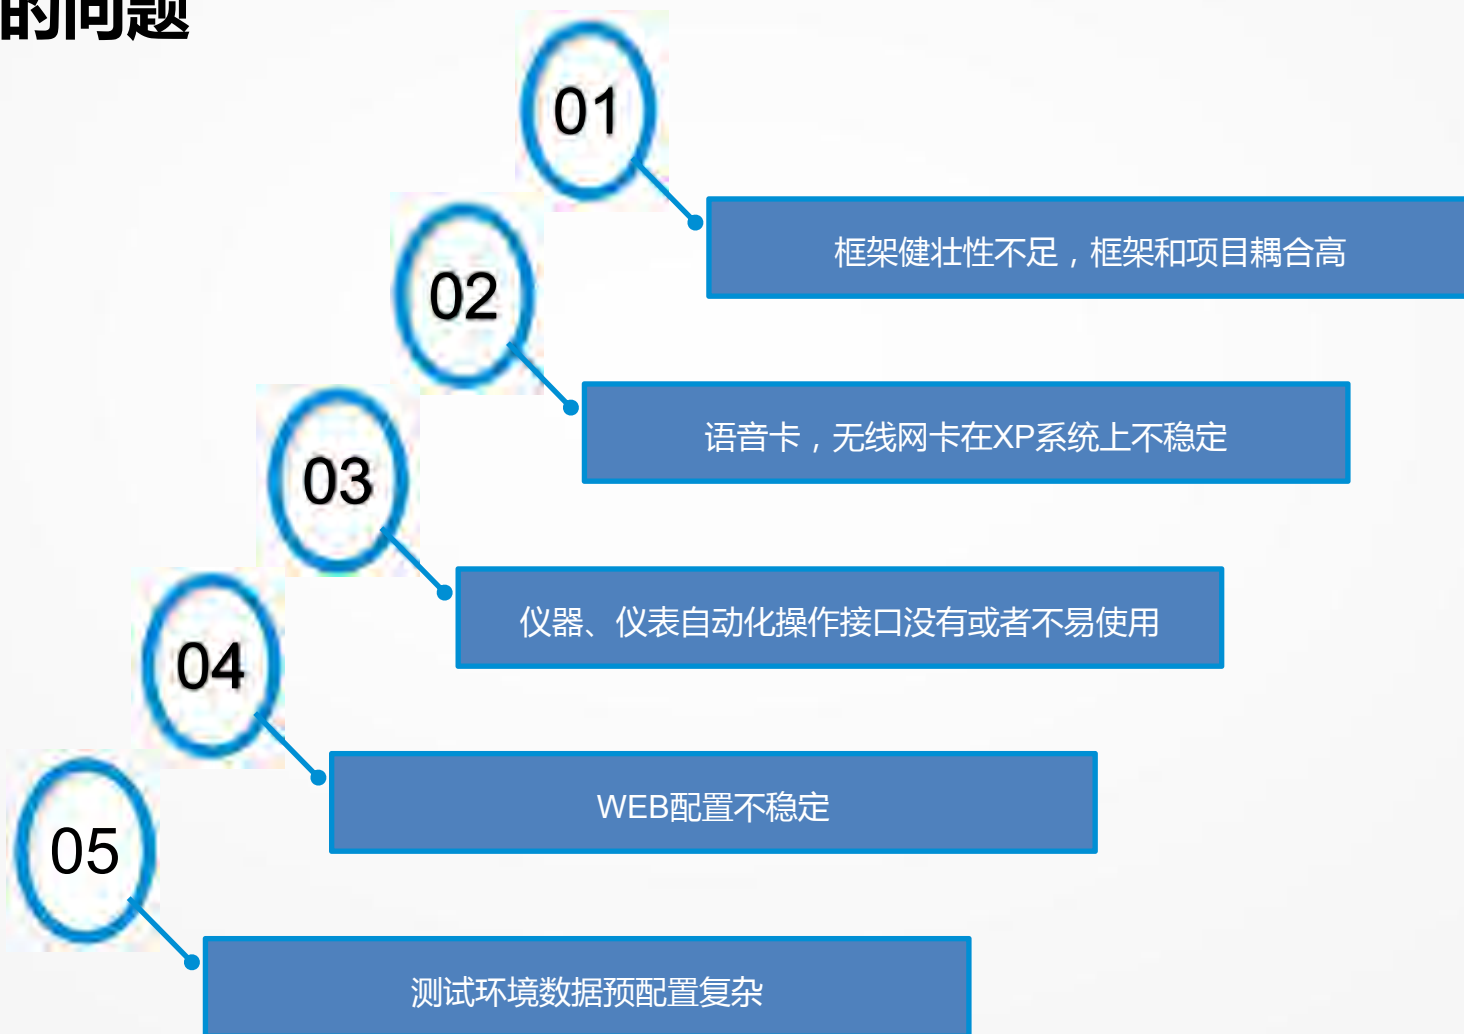 的问题
01
框架健壮性不足，框架和项目耦合高
02
语音卡，无线网卡在XP系统上不稳定
03
仪器、仪表自动化操作接口没有或者不易使用
04
WEB配置不稳定
05
测试环境数据预配置复杂